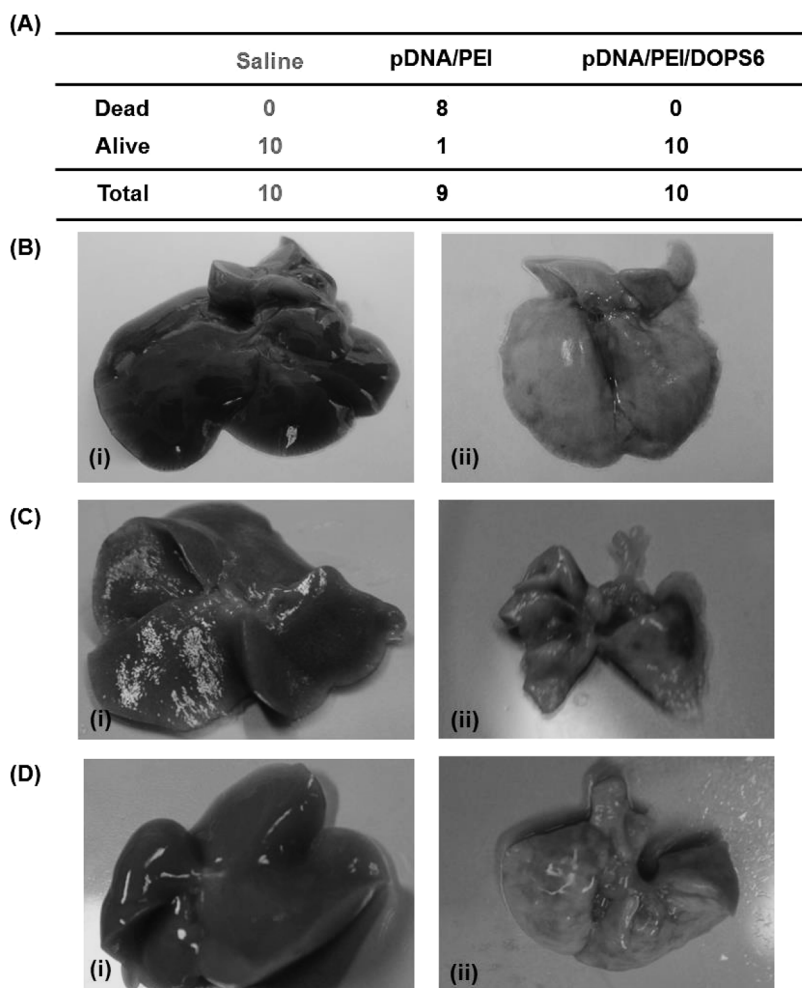 (A)
Saline pDNA/PEI pDNA/PEI/DOPS6
Dead 0 8 0
Alive 10 1 10
Total 10 9 10
(B)
(i) (ii)
(C)
(i) (ii)
(D)
(i) (ii)